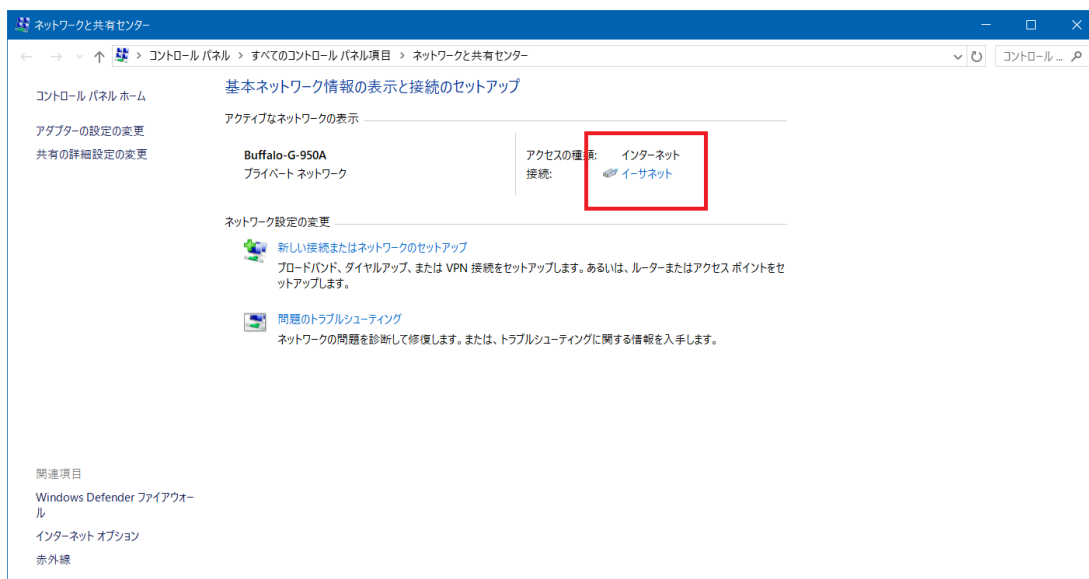 ネットワークと共有センター
コントロール パネル > すべてのコントロール パネル項目 > ネットワークと共有センター
コントロール ...
コントロール パネル ホーム
アダプターの設定の変更
共有の詳細設定の変更
基本ネットワーク情報の表示と接続のセットアップ
アクティブなネットワークの表示
Buffalo-G-950A
プライベート ネットワーク
アクセスの種類: インターネット
接続: イーサネット
ネットワーク設定の変更
新しい接続またはネットワークのセットアップ
ブロードバンド、ダイヤルアップ、または VPN 接続をセットアップします。あるいは、ルーターまたはアクセス ポイントをセ
ットアップします。
問題のトラブルシューティング
ネットワークの問題を診断して修復します。または、トラブルシューティングに関する情報を入手します。
関連項目
Windows Defender ファイアウォー
ル
インターネット オプション
赤外線